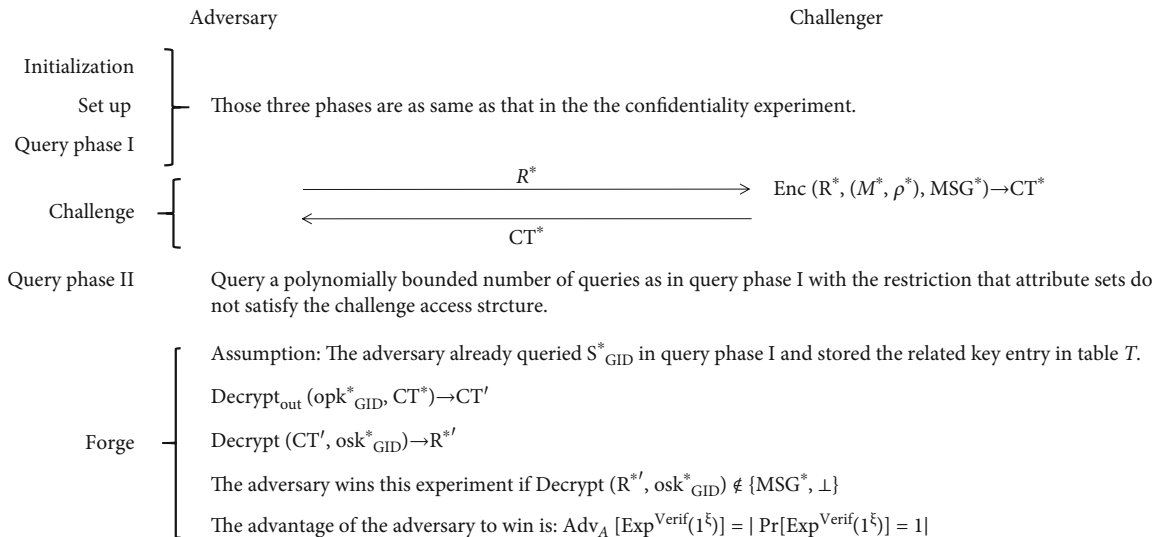 Adversary Challenger
Initialization
Set up
Query phase I
Those three phases are as same as that in the the confidentiality experiment.
Challenge
R*
Enc (R*, (M*, ρ*), MSG*)→CT*
CT*
Query phase II
Query a polynomially bounded number of queries as in query phase I with the restriction that attribute sets do
not satisfy the challenge access strcture.
Forge
Assumption: The adversary already queried S*GID in query phase I and stored the related key entry in table T.
Decryptout (opk*GID, CT*)→CT′
Decrypt (CT′, osk*GID)→R*′
The adversary wins this experiment if Decrypt (R*′, osk*GID) ∉ {MSG*, ⊥}
The advantage of the adversary to win is: AdvA [ExpVerif(1ξ)] = | Pr[ExpVerif(1ξ)] = 1|